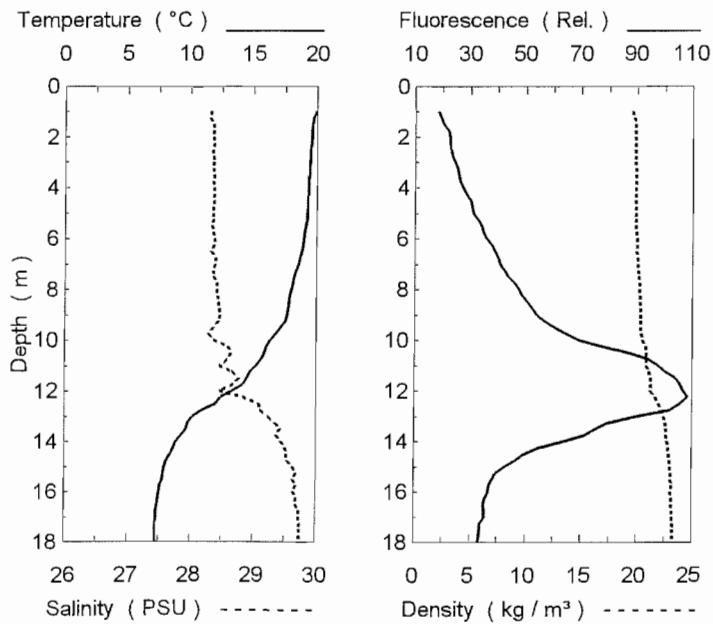 Temperature ( °C )
0 5 10 15 20
Fluorescence ( Rel. )
10 30 50 70 90 110
Depth ( m )
0
2
4
6
8
10
12
14
16
18
0
2
4
6
8
10
12
14
16
18
26 27 28 29 30
Salinity ( PSU )
0 5 10 15 20 25
Density ( kg / m³ )